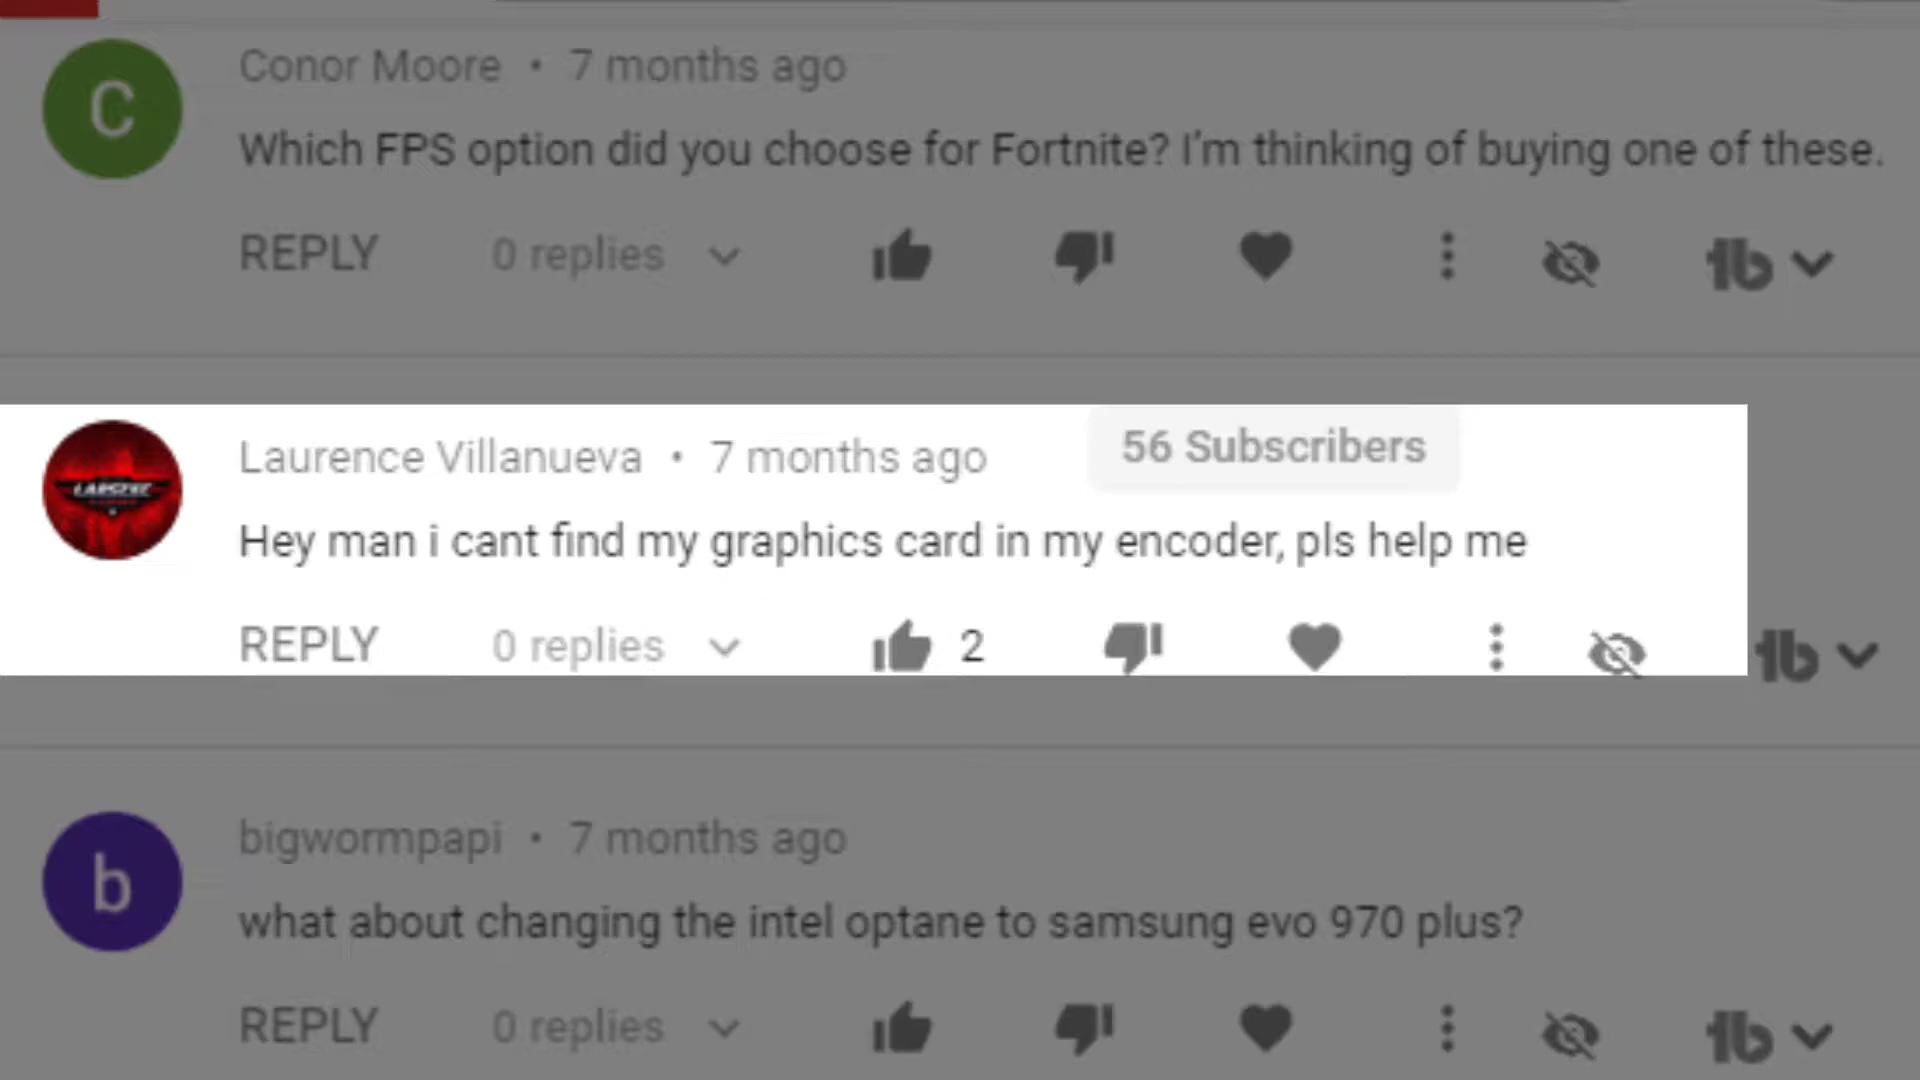 C
Conor Moore • 7 months ago
Which FPS option did you choose for Fortnite? I'm thinking of buying one of these.
REPLY 0 replies
Laurence Villanueva • 7 months ago 56 Subscribers
Hey man i cant find my graphics card in my encoder, pls help me
REPLY 0 replies 2
b
bigwormpapi • 7 months ago
what about changing the intel optane to samsung evo 970 plus?
REPLY 0 replies